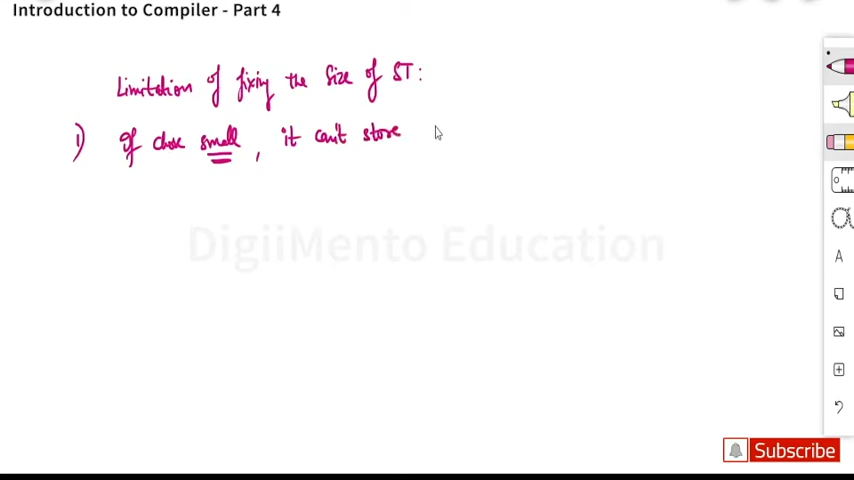 Introduction to Compiler - Part 4
Limitation of fixing the Size of ST:
1) If chose small, it can't store
DigiiMento Education
A
Subscribe